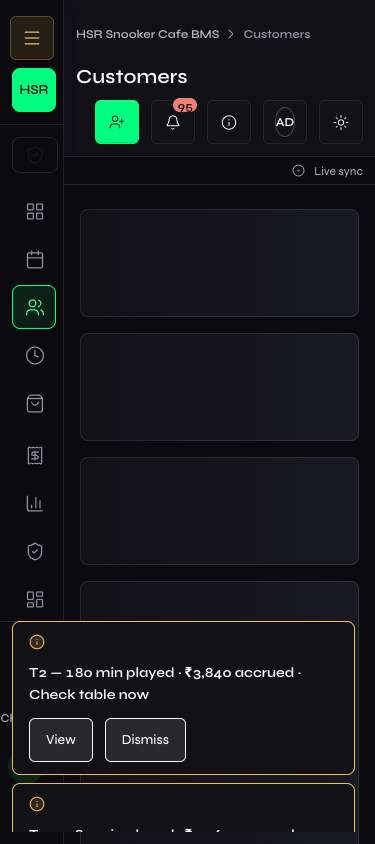 HSR Snooker Cafe BMS > Customers
HSR
Customers
95
AD
Live sync
T2 — 180 min played · ₹3,840 accrued ·
Check table now
View
Dismiss